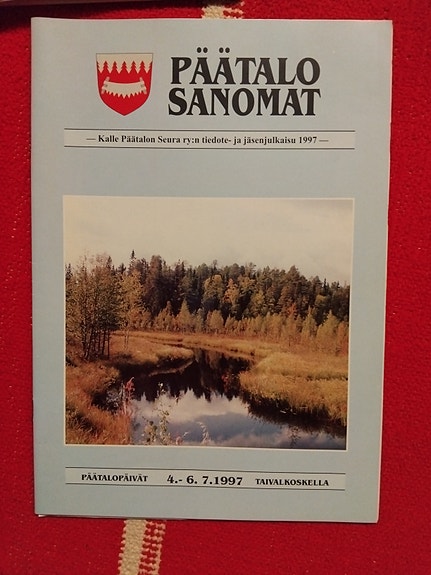 PÄÄTALO
SANOMAT
— Kalle Päätalon Seura ry:n tiedote- ja jäsenjulkaisu 1997 —
PÄÄTALOPÄIVÄT 4.- 6. 7.1997 TAIVALKOSKELLA